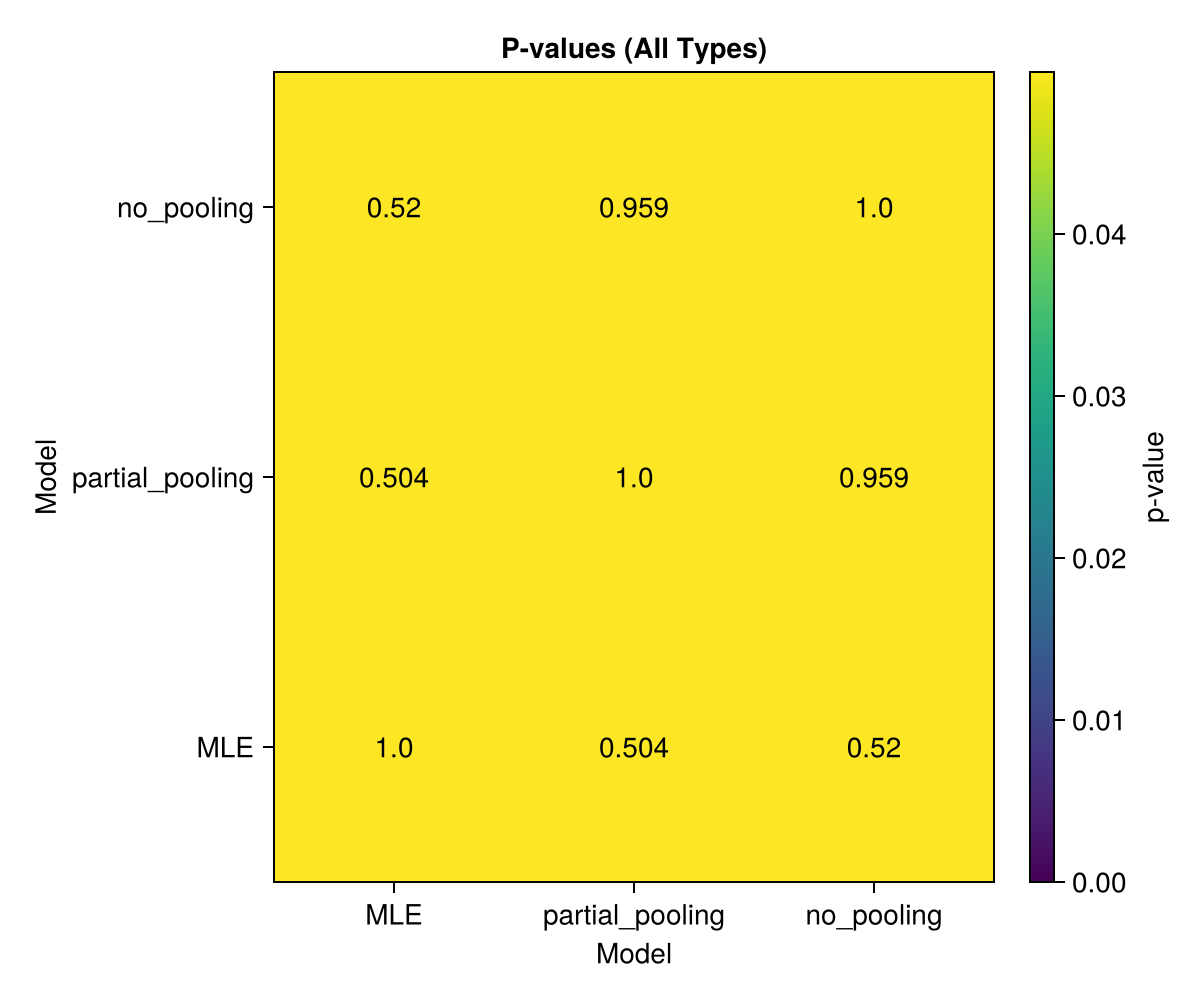 P-values (All Types)
no_pooling
0.52
0.959
1.0
partial_pooling
0.504
1.0
0.959
MLE
1.0
0.504
0.52
MLE
partial_pooling
no_pooling
Model
Model
0.04
0.03
0.02
0.01
0.00
p-value